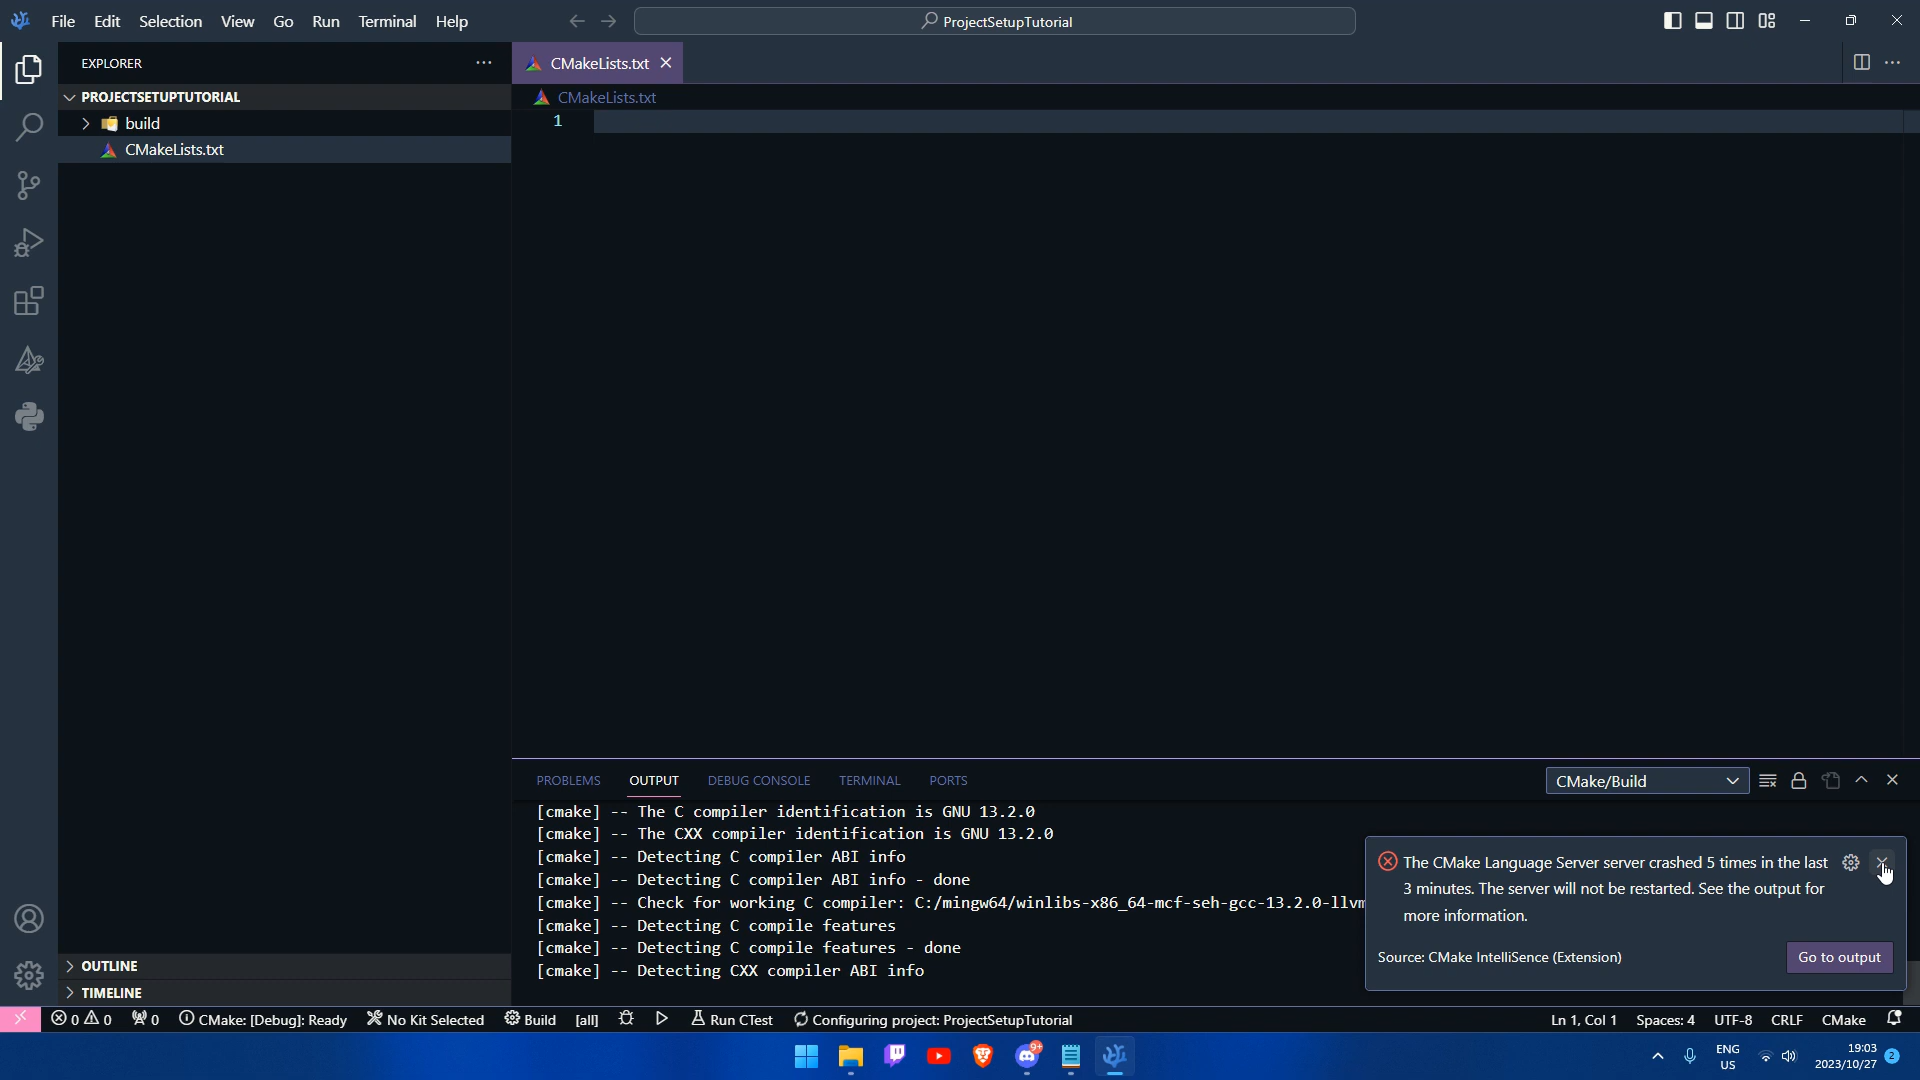 File Edit Selection View Go Run Terminal Help
ProjectSetupTutorial
EXPLORER
CMakeLists.txt
PROJECTSETUPTUTORIAL
CMakeLists.txt
build
1
CMakeLists.txt
PROBLEMS OUTPUT DEBUG CONSOLE TERMINAL PORTS
CMake/Build
[cmake] -- The C compiler identification is GNU 13.2.0
[cmake] -- The CXX compiler identification is GNU 13.2.0
[cmake] -- Detecting C compiler ABI info
[cmake] -- Detecting C compiler ABI info - done
[cmake] -- Check for working C compiler: C:/mingw64/winlibs-x86_64-mcf-seh-gcc-13.2.0-llvm
[cmake] -- Detecting C compile features
[cmake] -- Detecting C compile features - done
[cmake] -- Detecting CXX compiler ABI info
The CMake Language Server server crashed 5 times in the last
3 minutes. The server will not be restarted. See the output for
more information.
Source: CMake IntelliSence (Extension)
Go to output
OUTLINE
TIMELINE
0 0 0 CMake: [Debug]: Ready No Kit Selected Build [all] Run CTest Configuring project: ProjectSetupTutorial
Ln 1, Col 1 Spaces: 4 UTF-8 CRLF CMake
9+
ENG
US
19:03
2023/10/27
2